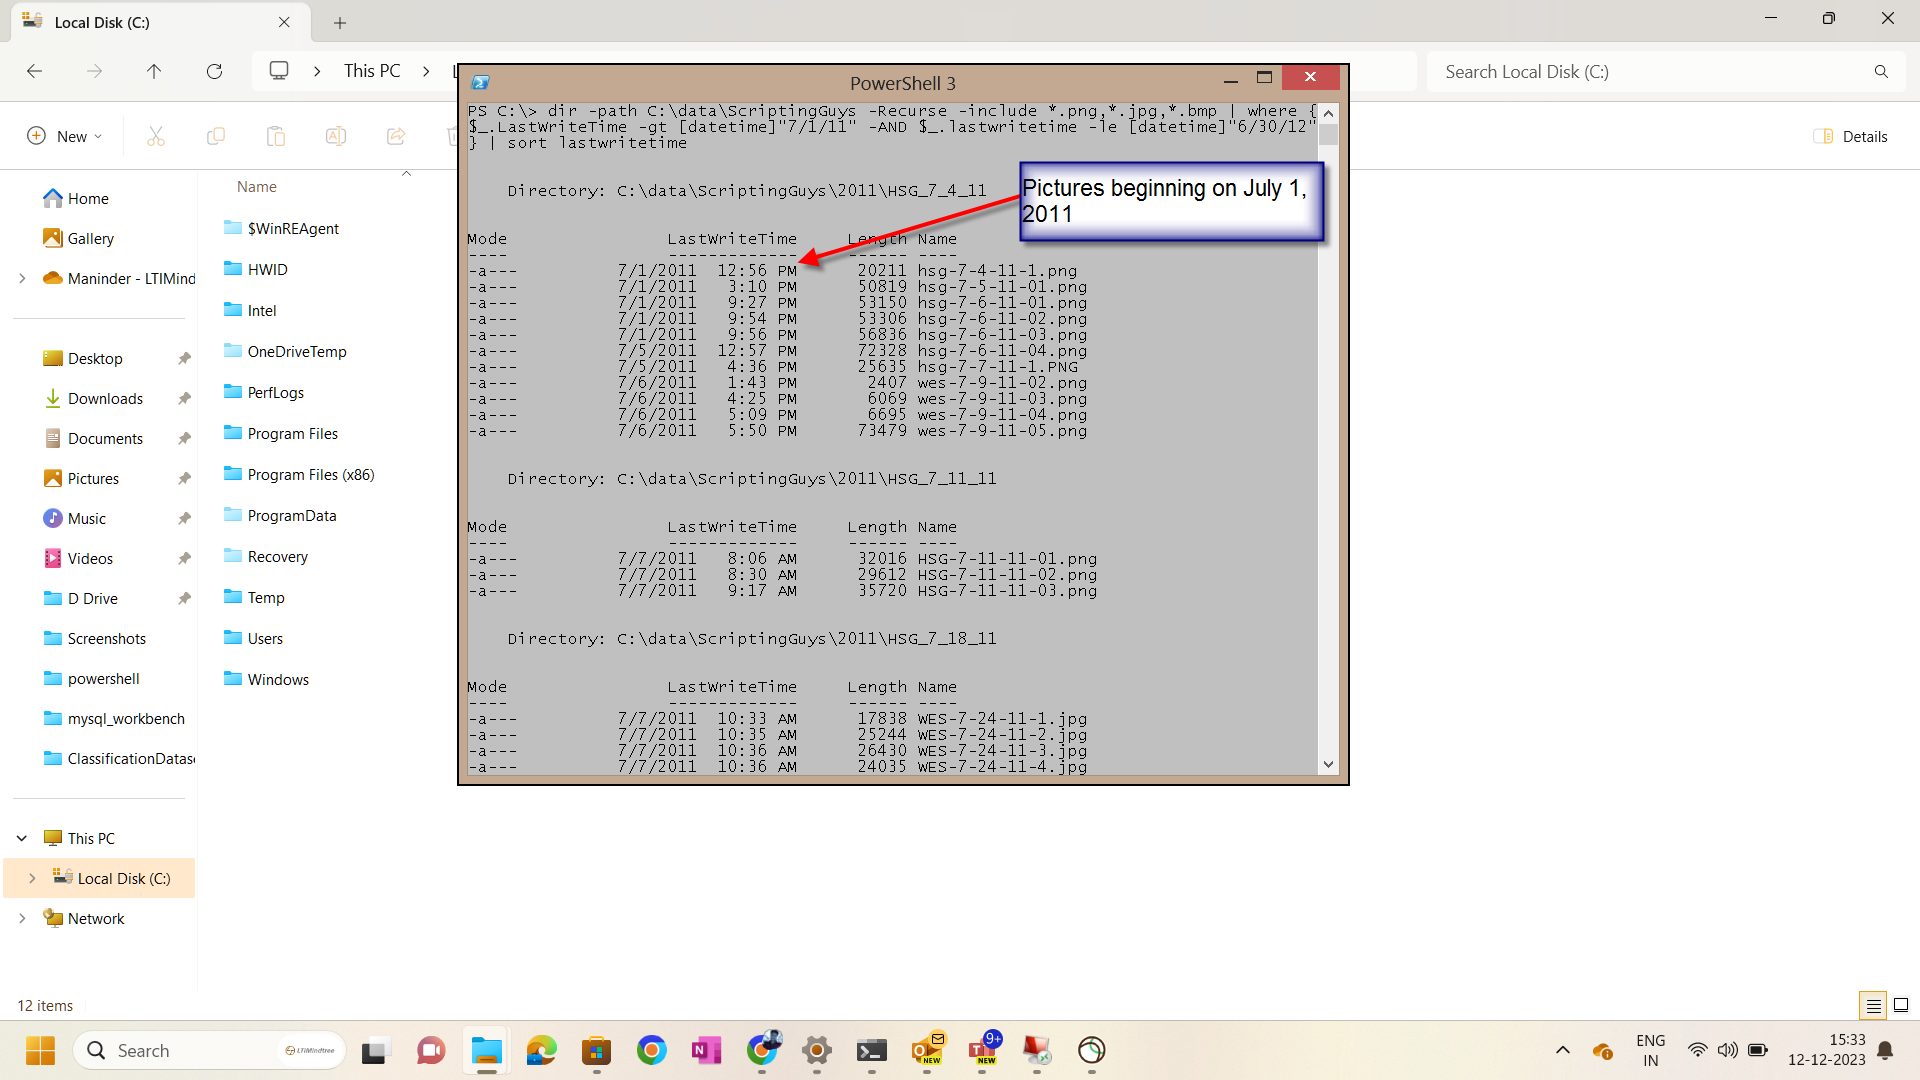 Local Disk (C:)
This PC
Search Local Disk (C:)
New
Details
Home
Gallery
Maninder - LTIMind
Desktop
Downloads
Documents
Pictures
Music
Videos
D Drive
Screenshots
powershell
mysql_workbench
ClassificationDatas
This PC
Local Disk (C:)
Network
Name
$WinREAgent
HWID
Intel
OneDriveTemp
PerfLogs
Program Files
Program Files (x86)
ProgramData
Recovery
Temp
Users
Windows
PowerShell 3
PS C:\> dir -path C:\data\ScriptingGuys -Recurse -include *.png,*.jpg,*.bmp | where {
$_.LastWriteTime -gt [datetime]"7/1/11" -AND $_.lastwritetime -le [datetime]"6/30/12"
} | sort lastwritetime
Directory: C:\data\ScriptingGuys\2011\HSG_7_4_11
Pictures beginning on July 1,
2011
Mode LastWriteTime Length Name
---- ------------- ------ ----
-a--- 7/1/2011 12:56 PM 20211 hsg-7-4-11-1.png
-a--- 7/1/2011 3:10 PM 50819 hsg-7-5-11-01.png
-a--- 7/1/2011 9:27 PM 53150 hsg-7-6-11-01.png
-a--- 7/1/2011 9:54 PM 53306 hsg-7-6-11-02.png
-a--- 7/1/2011 9:56 PM 56836 hsg-7-6-11-03.png
-a--- 7/5/2011 12:57 PM 72328 hsg-7-6-11-04.png
-a--- 7/5/2011 4:36 PM 25635 hsg-7-7-11-1.PNG
-a--- 7/6/2011 1:43 PM 2407 wes-7-9-11-02.png
-a--- 7/6/2011 4:25 PM 6069 wes-7-9-11-03.png
-a--- 7/6/2011 5:09 PM 6695 wes-7-9-11-04.png
-a--- 7/6/2011 5:50 PM 73479 wes-7-9-11-05.png
Directory: C:\data\ScriptingGuys\2011\HSG_7_11_11
Mode LastWriteTime Length Name
---- ------------- ------ ----
-a--- 7/7/2011 8:06 AM 32016 HSG-7-11-11-01.png
-a--- 7/7/2011 8:30 AM 29612 HSG-7-11-11-02.png
-a--- 7/7/2011 9:17 AM 35720 HSG-7-11-11-03.png
Directory: C:\data\ScriptingGuys\2011\HSG_7_18_11
Mode LastWriteTime Length Name
---- ------------- ------ ----
-a--- 7/7/2011 10:33 AM 17838 WES-7-24-11-1.jpg
-a--- 7/7/2011 10:35 AM 25244 WES-7-24-11-2.jpg
-a--- 7/7/2011 10:36 AM 26430 WES-7-24-11-3.jpg
-a--- 7/7/2011 10:36 AM 24035 WES-7-24-11-4.jpg
12 items
Search
LTIMindtree
NEW
9+
NEW
ENG
IN
15:33
12-12-2023